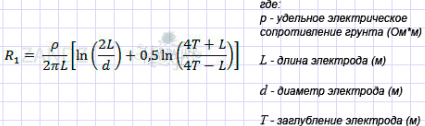 где:
ρ - удельное электрическое
сопротивление грунта (Ом*м)
R₁ = ρ/2πL [ln(2L/d) + 0,5 ln(4T + L/4T − L)]
L - длина электрода (м)
d - диаметр электрода (м)
T - заглубление электрода (м)